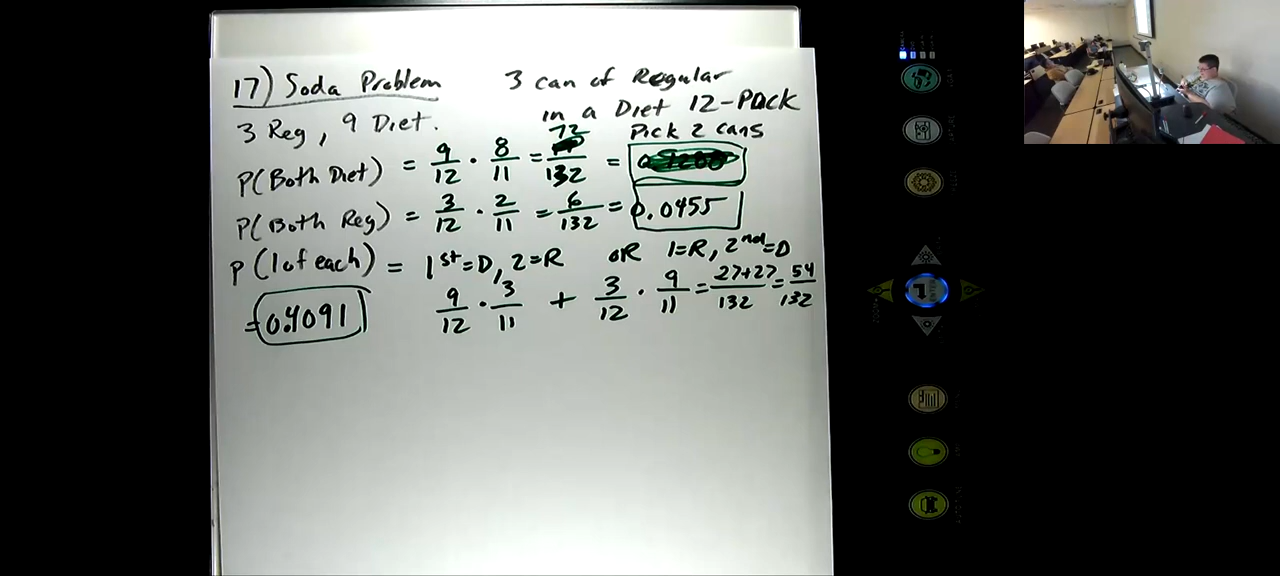 17) Soda Problem 3 can of Regular
in a Diet 12-Pack
3 Reg, 9 Diet. Pick 2 cans
P(Both Diet) = 9/12 · 8/11 = 72/132 =
P(Both Reg) = 3/12 · 2/11 = 6/132 = 0.0455
P(1 of each) = 1st=D, 2=R OR 1=R, 2nd=D
9/12 · 3/11 + 3/12 · 9/11 = 27+27/132 = 54/132
= 0.4091